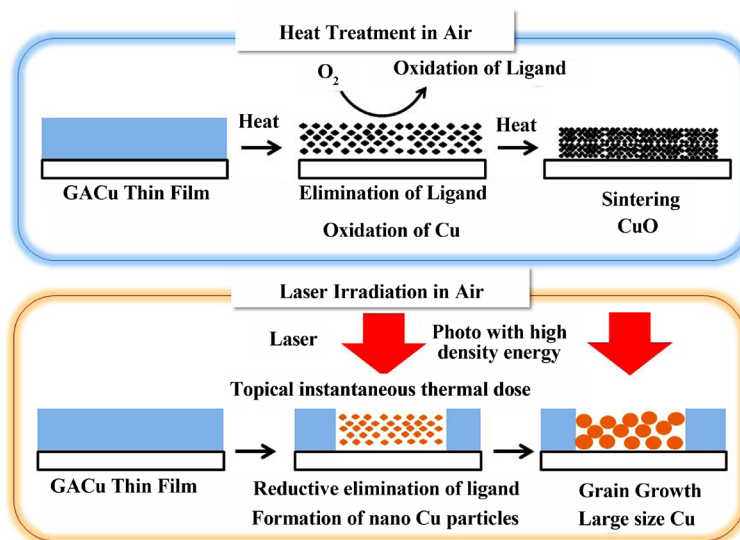 Heat Treatment in Air
O2
Oxidation of Ligand
Heat
Heat
GACu Thin Film
Elimination of Ligand
Oxidation of Cu
Sintering
CuO
Laser Irradiation in Air
Laser
Photo with high
density energy
Topical instantaneous thermal dose
GACu Thin Film
Reductive elimination of ligand
Formation of nano Cu particles
Grain Growth
Large size Cu